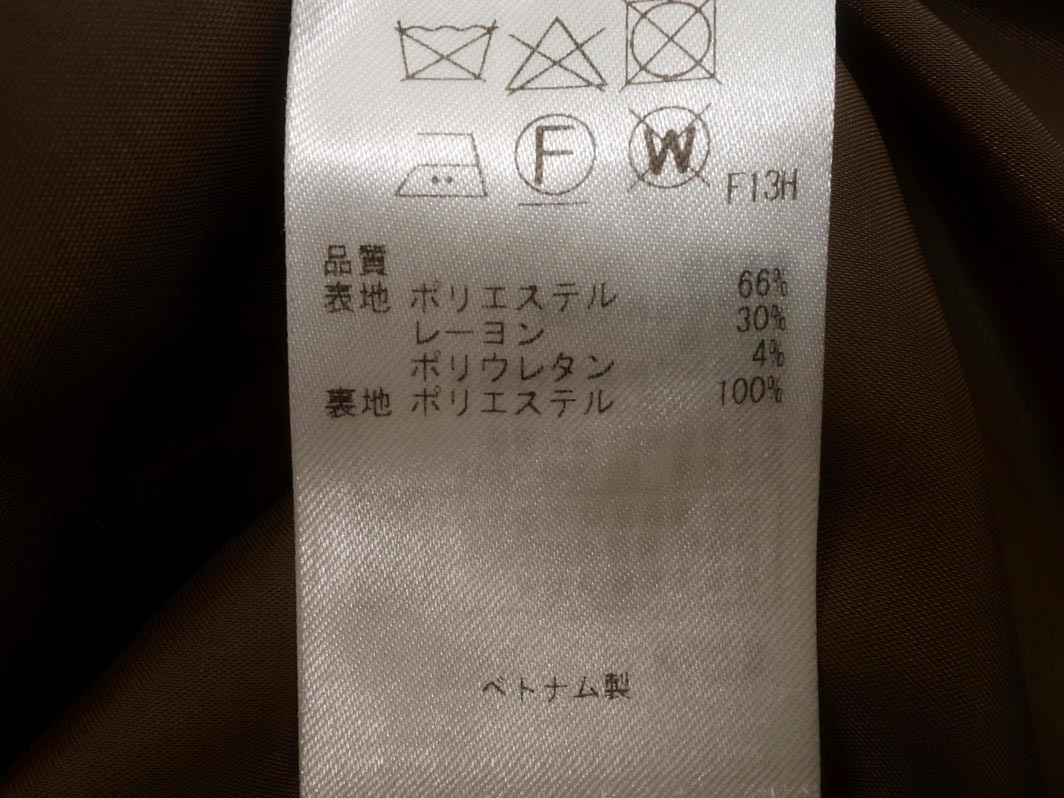 F W F13H
品質
表地 ポリエステル 66%
レーヨン 30%
ポリウレタン 4%
裏地 ポリエステル 100%
ベトナム製